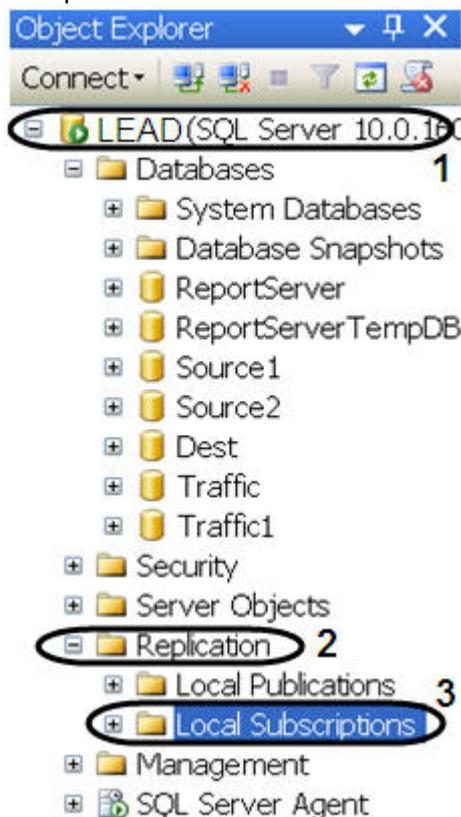 Object Explorer
Connect
LEAD(SQL Server 10.0.160
1
Databases
System Databases
Database Snapshots
ReportServer
ReportServerTempDB
Source1
Source2
Dest
Traffic
Traffic1
Security
Server Objects
Replication 2
Local Publications
3
Local Subscriptions
Management
SQL Server Agent